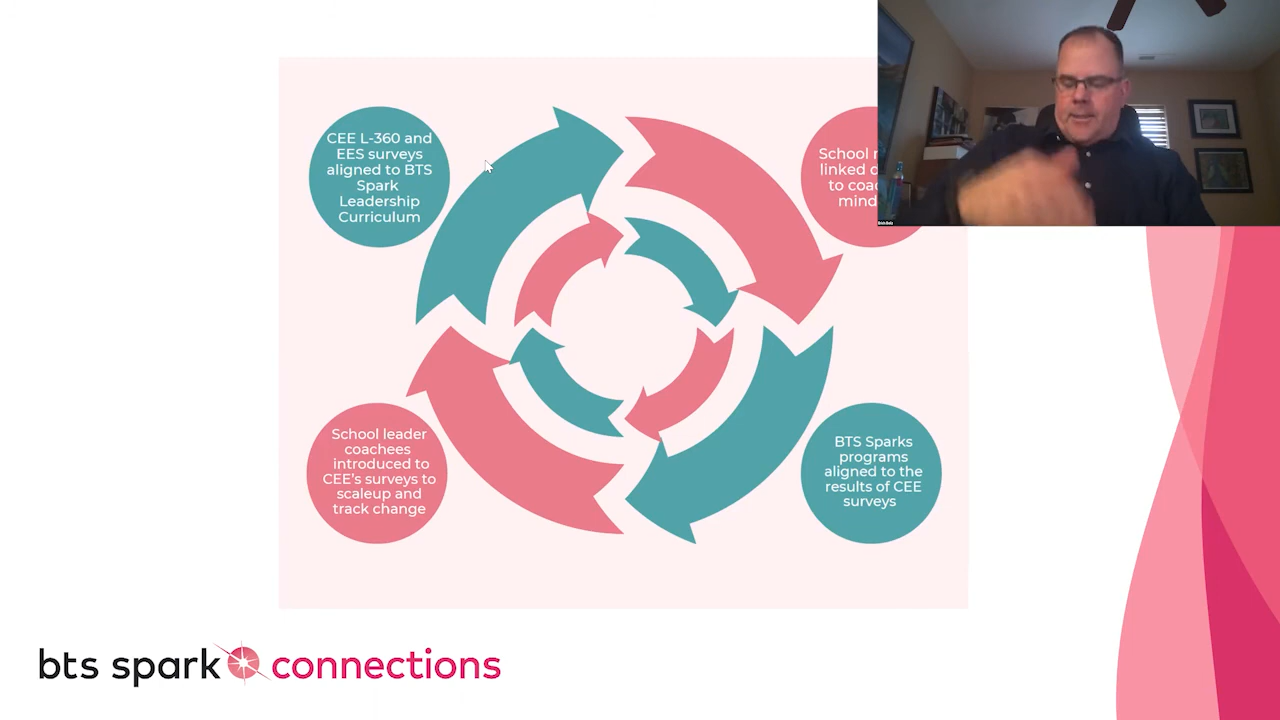 CEE L-360 and
EES surveys
aligned to BTS
Spark
Leadership
Curriculum
School
linked
to
School leader
coachees
introduced to
CEE's surveys to
scaleup and
track change
BTS Sparks
programs
aligned to the
results of CEE
surveys
bts spark connections